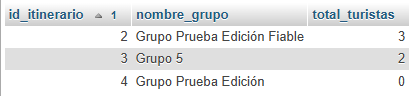 id_itinerario 1 nombre_grupo total_turistas
2 Grupo Prueba Edición Fiable 3
3 Grupo 5 2
4 Grupo Prueba Edición 0